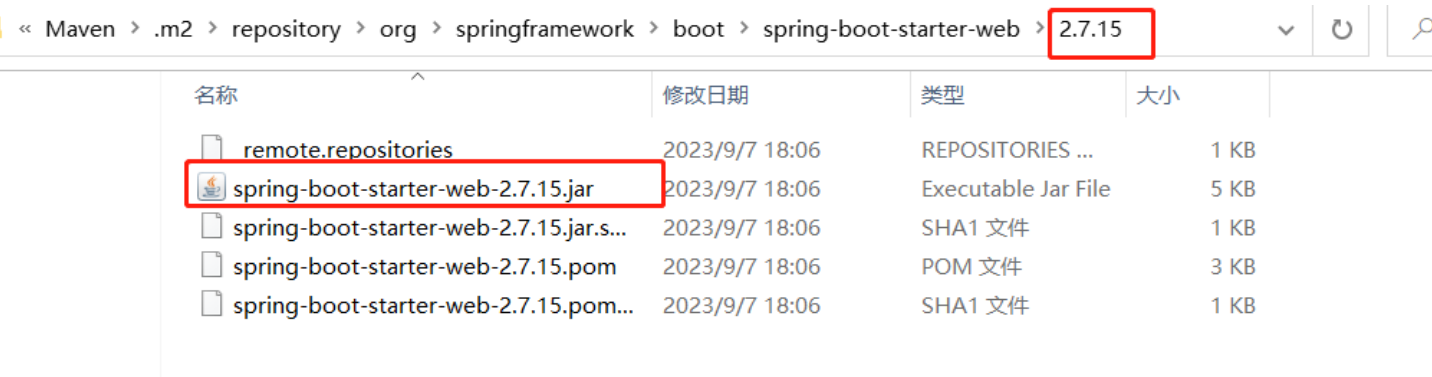 « Maven > .m2 > repository > org > springframework > boot > spring-boot-starter-web > 2.7.15
名称 修改日期 类型 大小
_remote.repositories 2023/9/7 18:06 REPOSITORIES ... 1 KB
spring-boot-starter-web-2.7.15.jar 2023/9/7 18:06 Executable Jar File 5 KB
spring-boot-starter-web-2.7.15.jar.s... 2023/9/7 18:06 SHA1 文件 1 KB
spring-boot-starter-web-2.7.15.pom 2023/9/7 18:06 POM 文件 3 KB
spring-boot-starter-web-2.7.15.pom... 2023/9/7 18:06 SHA1 文件 1 KB